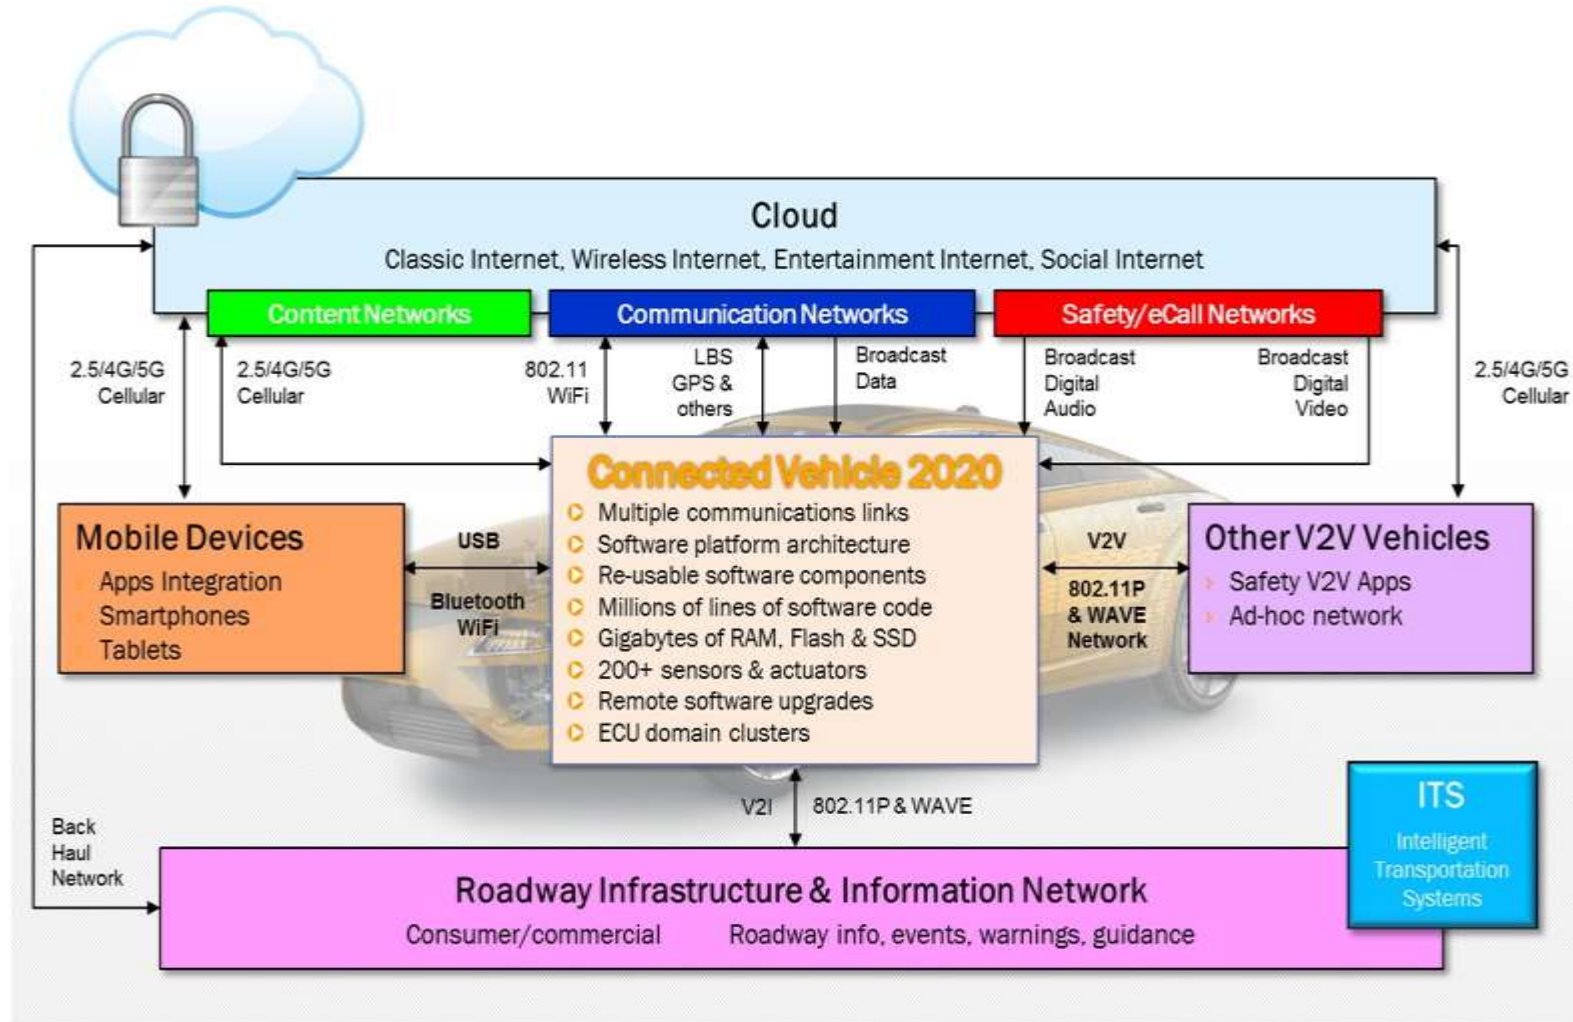 Cloud
Classic Internet, Wireless Internet, Entertainment Internet, Social Internet
Content Networks
Communication Networks
Safety/eCall Networks
2.5/4G/5G
Cellular
2.5/4G/5G
Cellular
802.11
WiFi
LBS
GPS &
others
Broadcast
Data
Broadcast
Digital
Audio
Broadcast
Digital
Video
2.5/4G/5G
Cellular
Mobile Devices
Apps Integration
Smartphones
Tablets
USB
Bluetooth
WiFi
Connected Vehicle 2020
Multiple communications links
Software platform architecture
Re-usable software components
Millions of lines of software code
Gigabytes of RAM, Flash & SSD
200+ sensors & actuators
Remote software upgrades
ECU domain clusters
V2V
802.11P
& WAVE
Network
Other V2V Vehicles
Safety V2V Apps
Ad-hoc network
V2I
802.11P & WAVE
Back
Haul
Network
ITS
Intelligent
Transportation
Systems
Roadway Infrastructure & Information Network
Consumer/commercial Roadway info, events, warnings, guidance